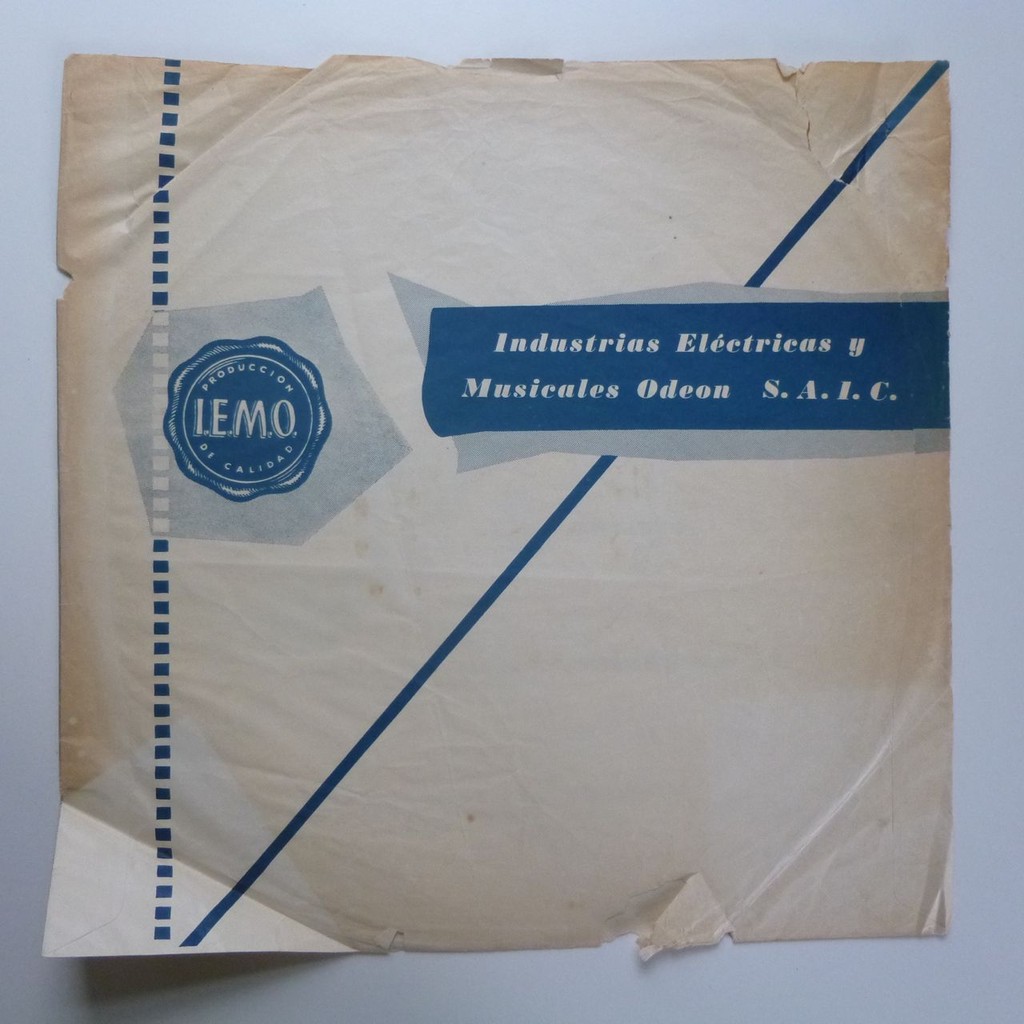 PRODUCCION
I.E.M.O.
DE CALIDAD
Industrias Eléctricas y
Musicales Odeon S. A. I. C.